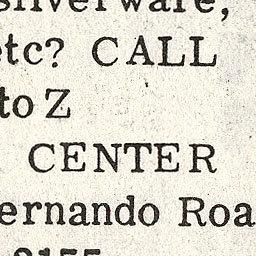 silverware,
etc? CALL
to Z
CENTER
ernando Roa